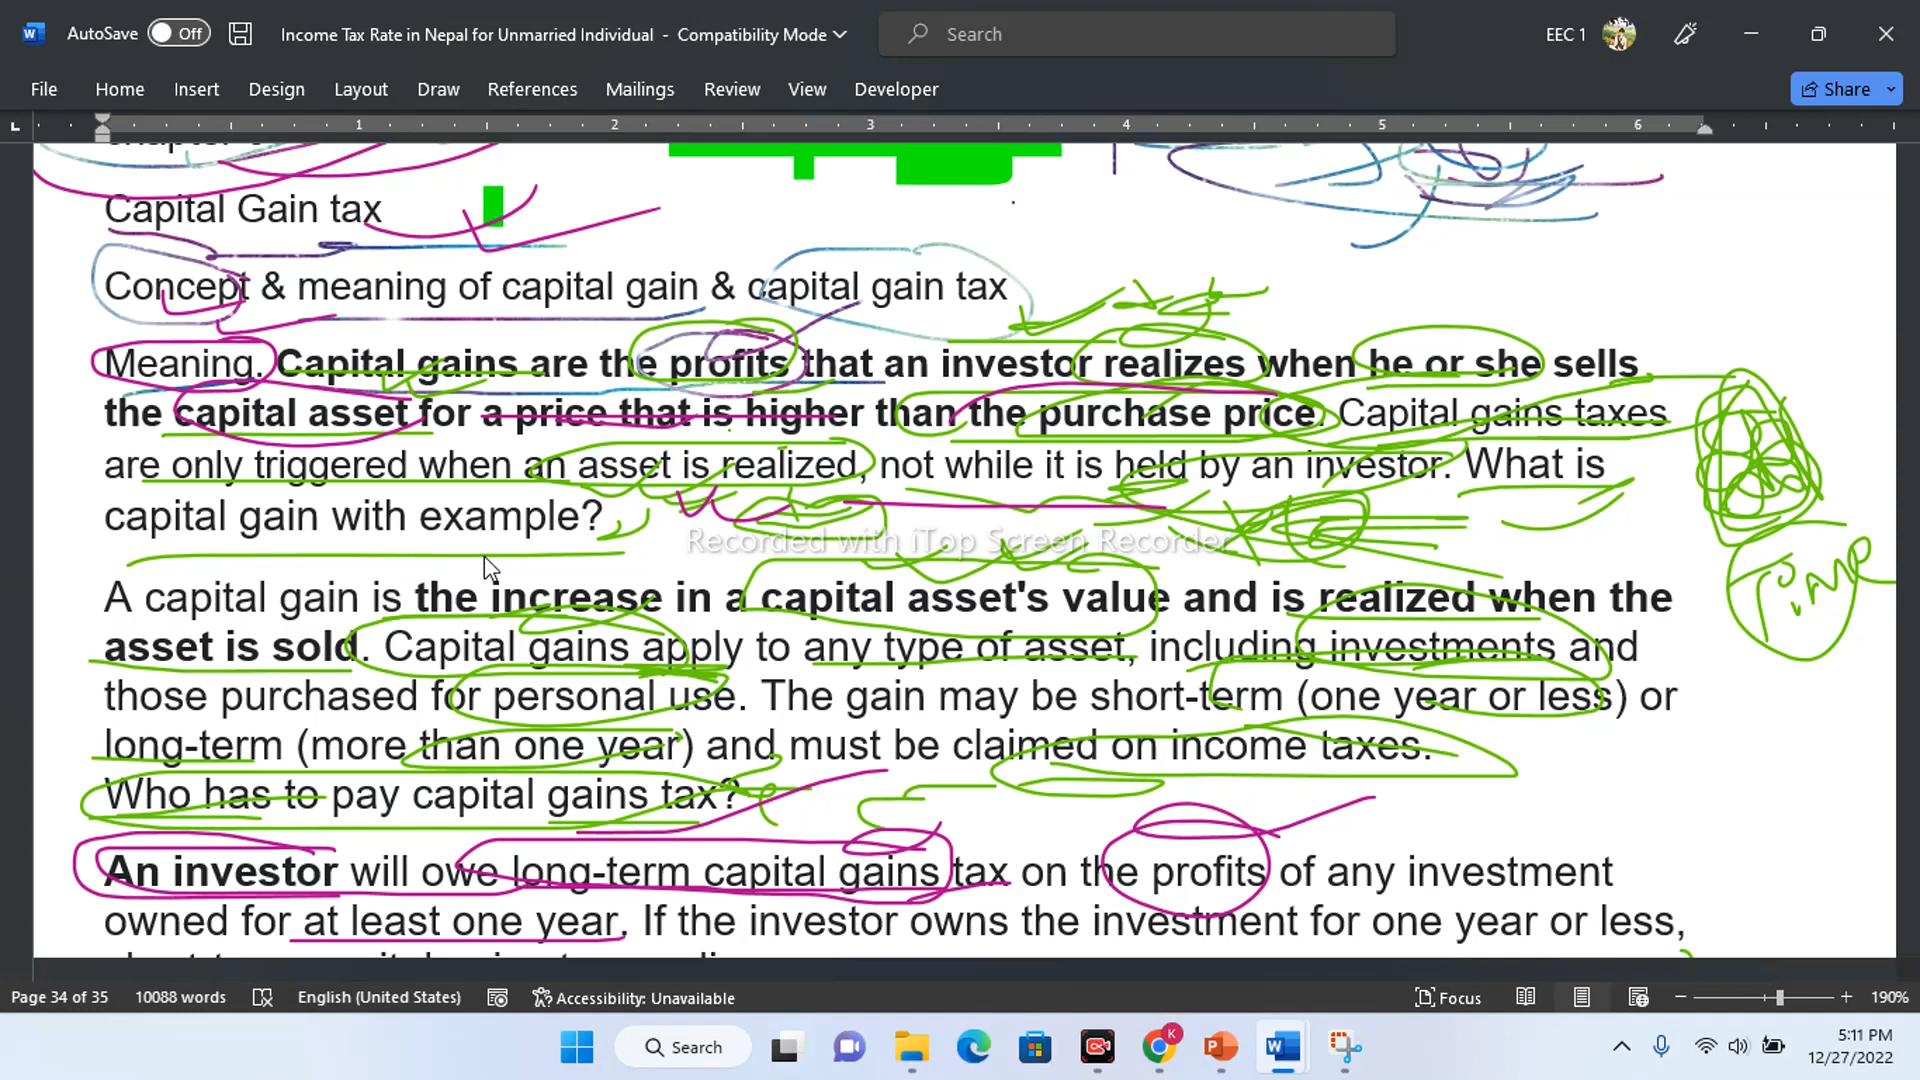 AutoSave Off Income Tax Rate in Nepal for Unmarried Individual - Compatibility Mode Search EEC 1
File Home Insert Design Layout Draw References Mailings Review View Developer Share
L 1 2 3 4 5 6
Capital Gain tax
Concept & meaning of capital gain & capital gain tax
Meaning. Capital gains are the profits that an investor realizes when he or she sells
the capital asset for a price that is higher than the purchase price. Capital gains taxes
are only triggered when an asset is realized, not while it is held by an investor. What is
capital gain with example?
Recorded with iTop Screen Recorder
Time
A capital gain is the increase in a capital asset's value and is realized when the
asset is sold. Capital gains apply to any type of asset, including investments and
those purchased for personal use. The gain may be short-term (one year or less) or
long-term (more than one year) and must be claimed on income taxes.
Who has to pay capital gains tax?
An investor will owe long-term capital gains tax on the profits of any investment
owned for at least one year. If the investor owns the investment for one year or less,
Page 34 of 35 10088 words English (United States) Accessibility: Unavailable Focus 190%
Search K 5:11 PM
12/27/2022